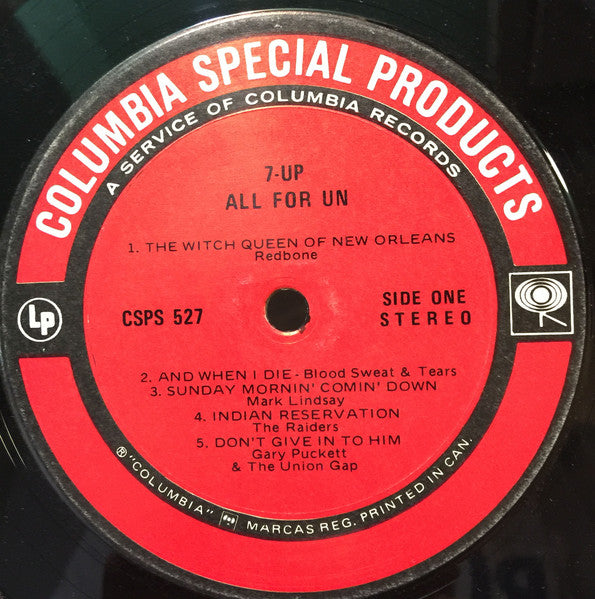 COLUMBIA SPECIAL PRODUCTS
A SERVICE OF COLUMBIA RECORDS
7-UP
ALL FOR UN
1. THE WITCH QUEEN OF NEW ORLEANS
Redbone
LP
CSPS 527
SIDE ONE
STEREO
2. AND WHEN I DIE - Blood Sweat & Tears
3. SUNDAY MORNIN' COMIN' DOWN
Mark Lindsay
4. INDIAN RESERVATION
The Raiders
5. DON'T GIVE IN TO HIM
Gary Puckett
& The Union Gap
® "COLUMBIA" MARCAS REG. PRINTED IN CAN.